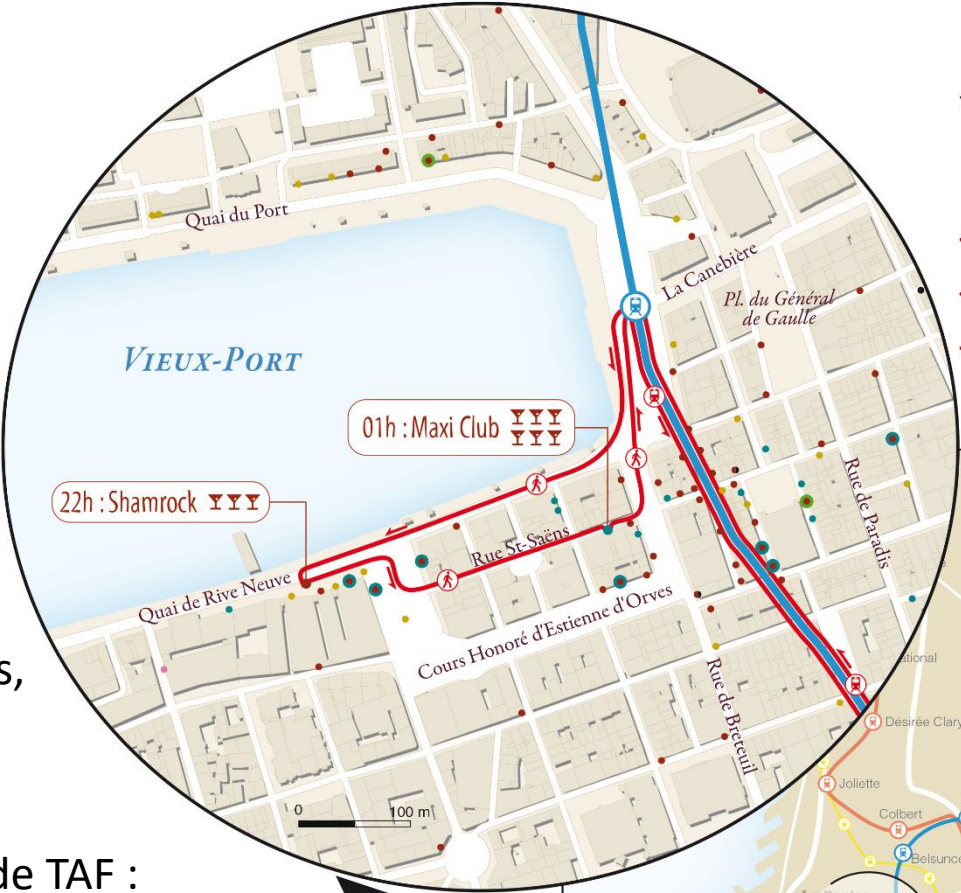 Quai du Port
La Canebière
Pl. du Général
de Gaulle
VIEUX-PORT
01h : Maxi Club
22h : Shamrock
Rue de Paradis
Rue St-Saëns
Quai de Rive Neuve
Cours Honoré d'Estienne d'Orves
s,
Rue de Breteuil
ational
Désirée Clary
Joliette
0 100 m
Colbert
Belsunce
de TAF :